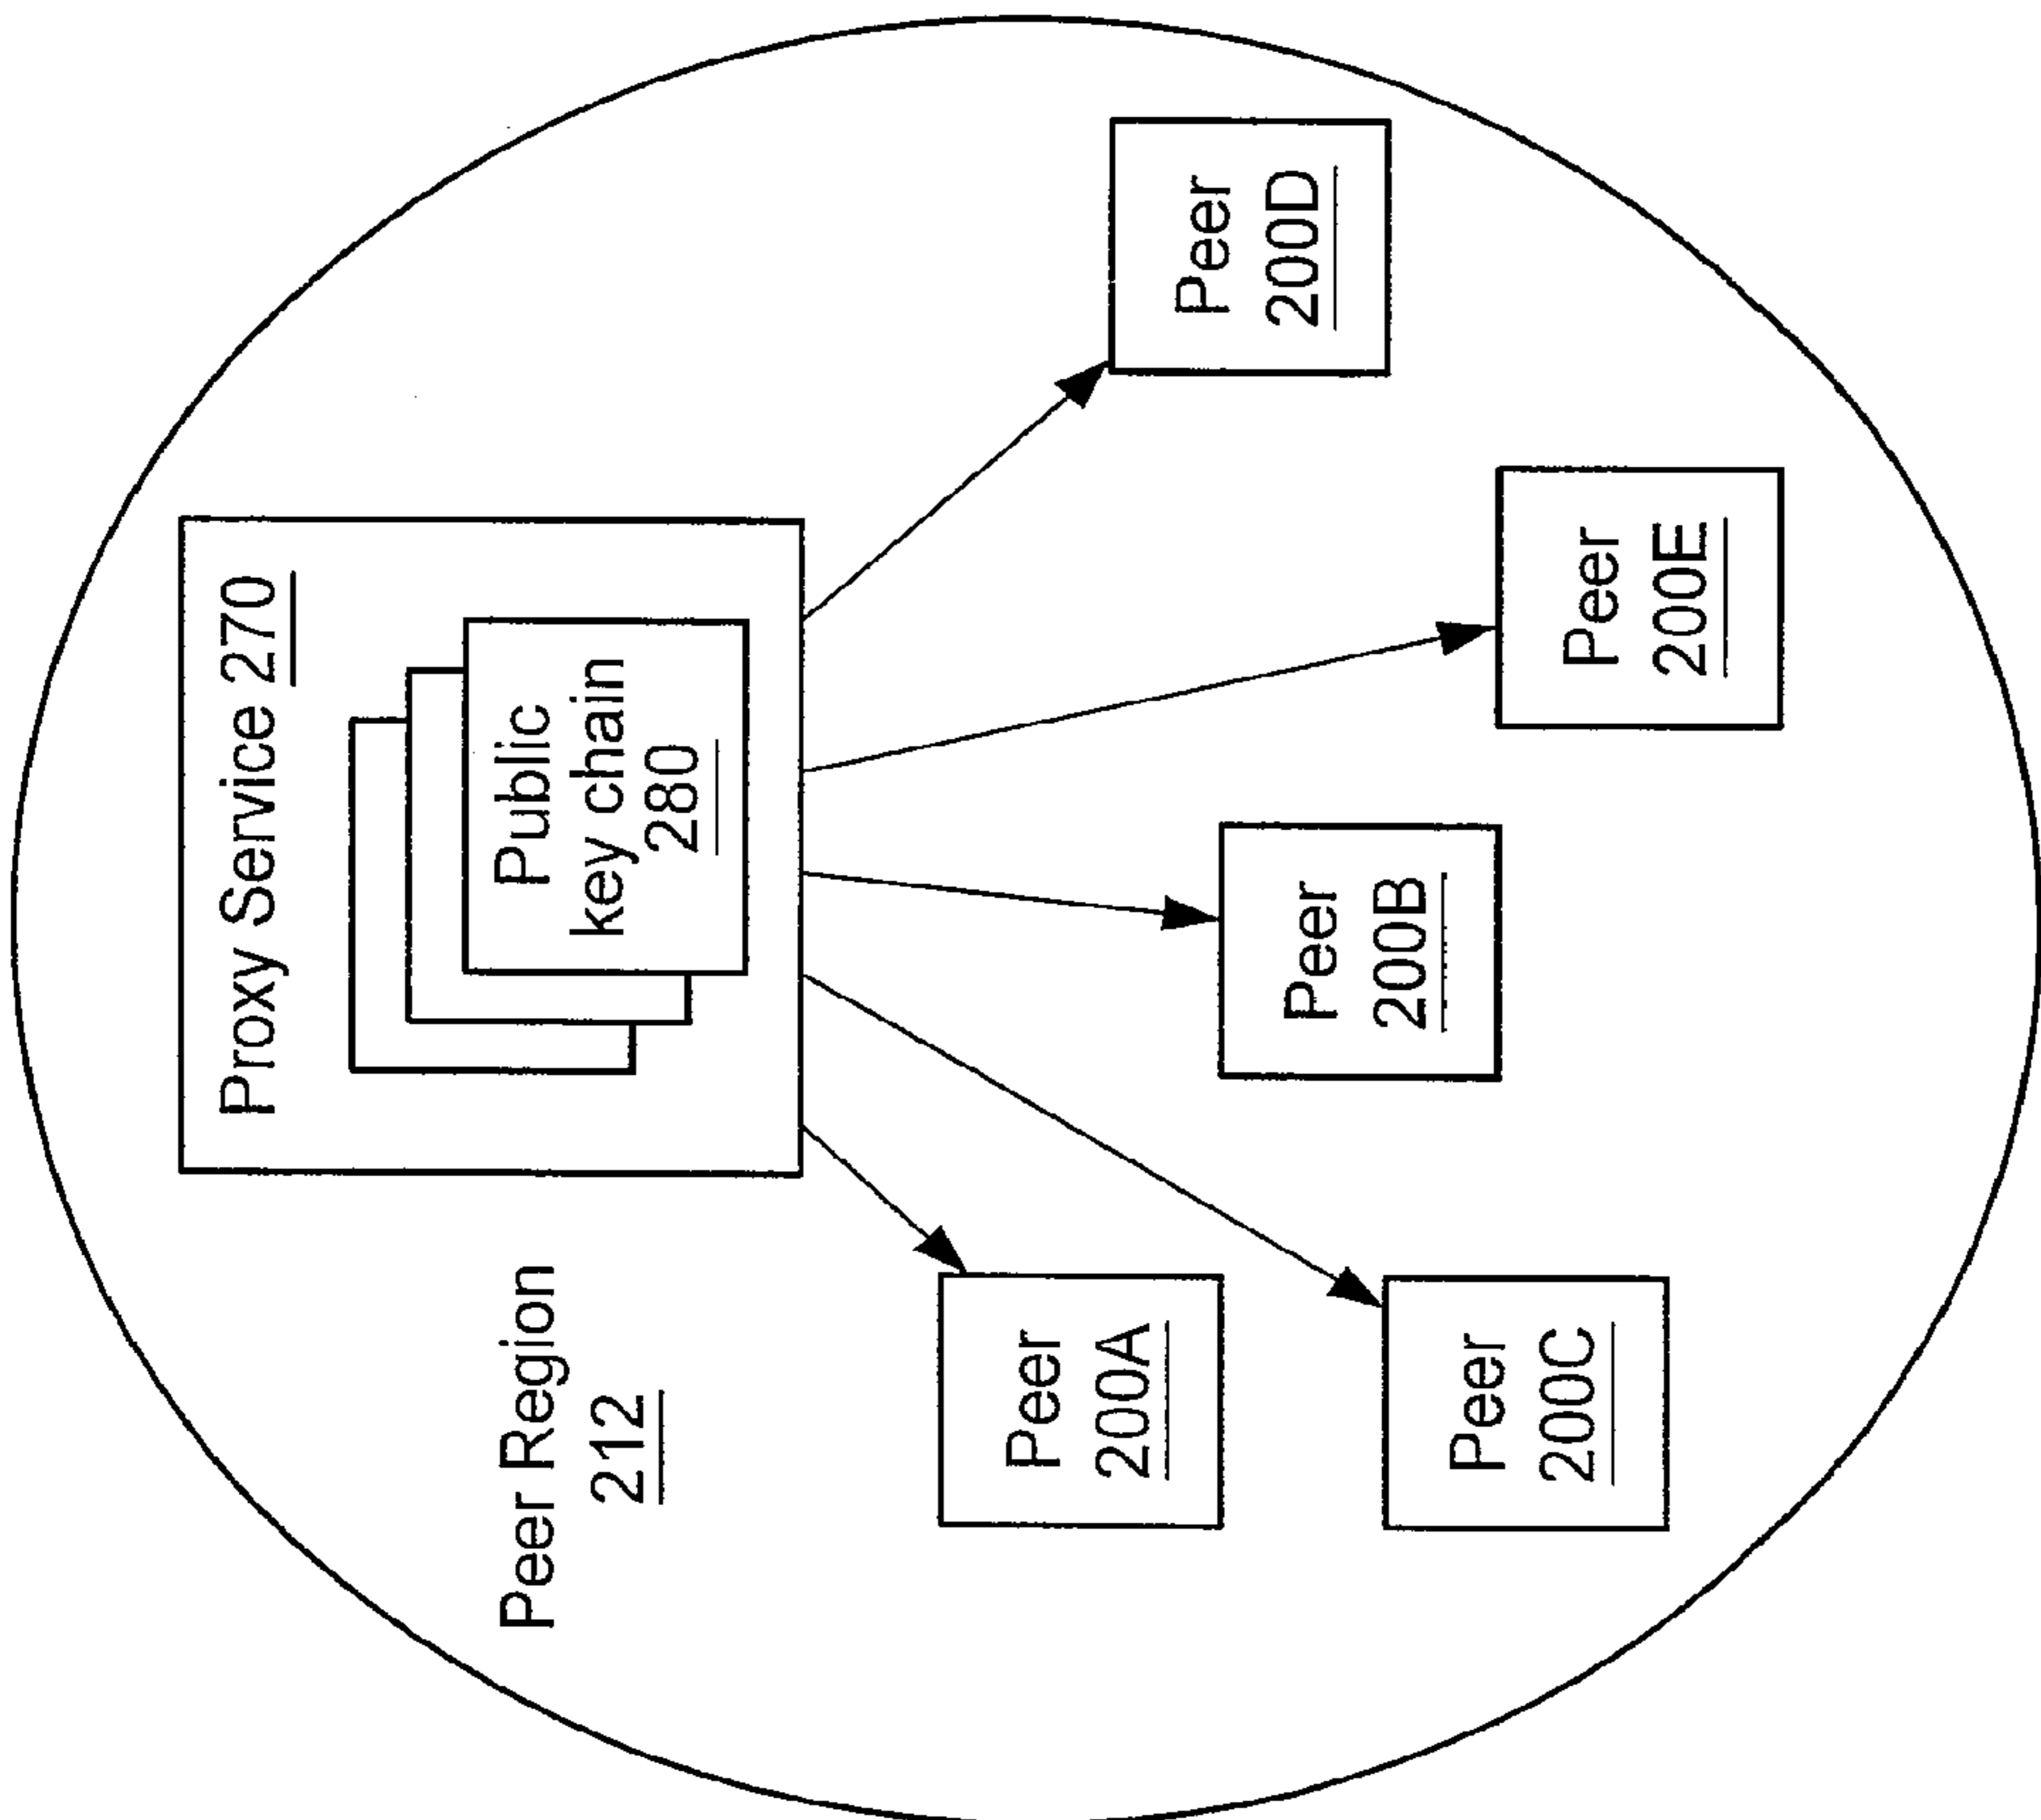 Proxy Service 270
Public
key chain
280
Peer Region
212
Peer
200A
Peer
200C
Peer
200B
Peer
200E
Peer
200D